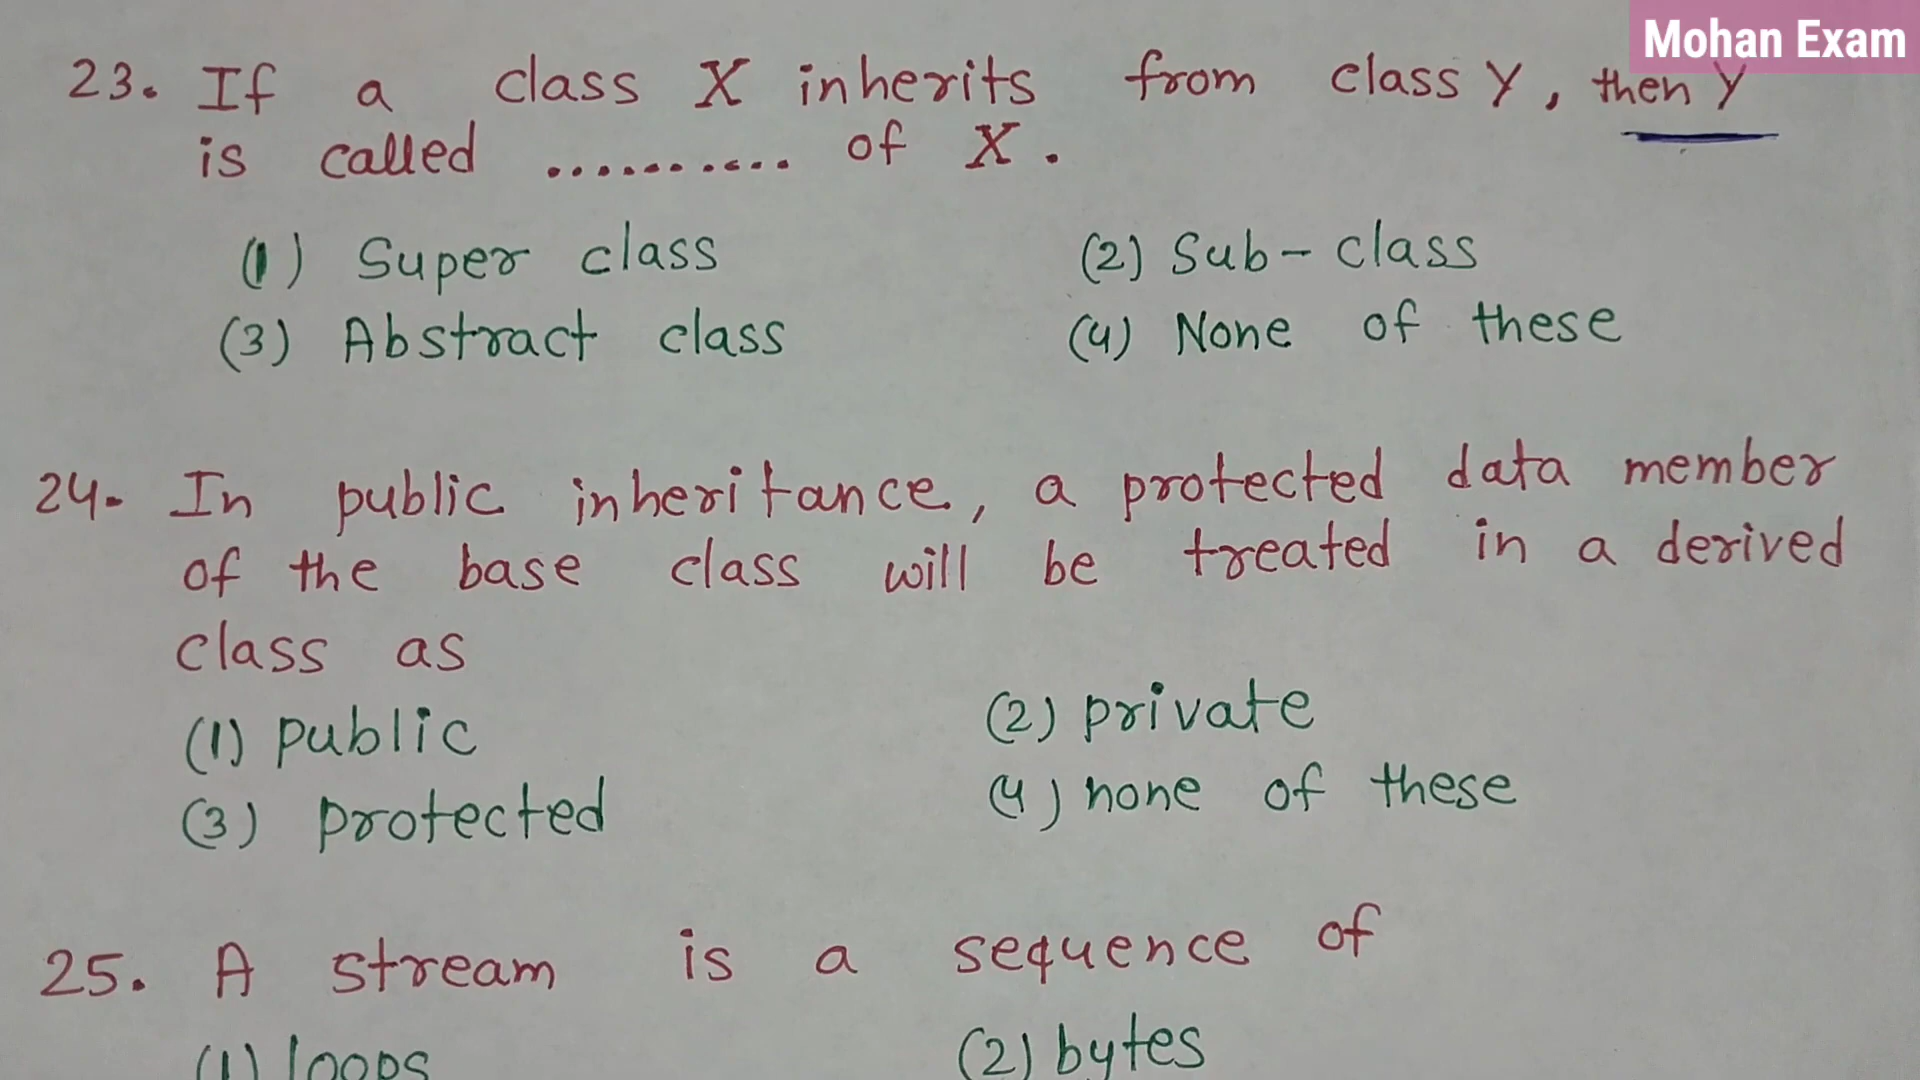 Mohan Exam
23. If a class X inherits from class Y, then Y
is called .......... of X.
(1) Super class (2) Sub-class
(3) Abstract class (4) None of these
24. In public inheritance, a protected data member
of the base class will be treated in a derived
class as
(1) public (2) private
(3) protected (4) none of these
25. A stream is a sequence of
(1) loops (2) bytes